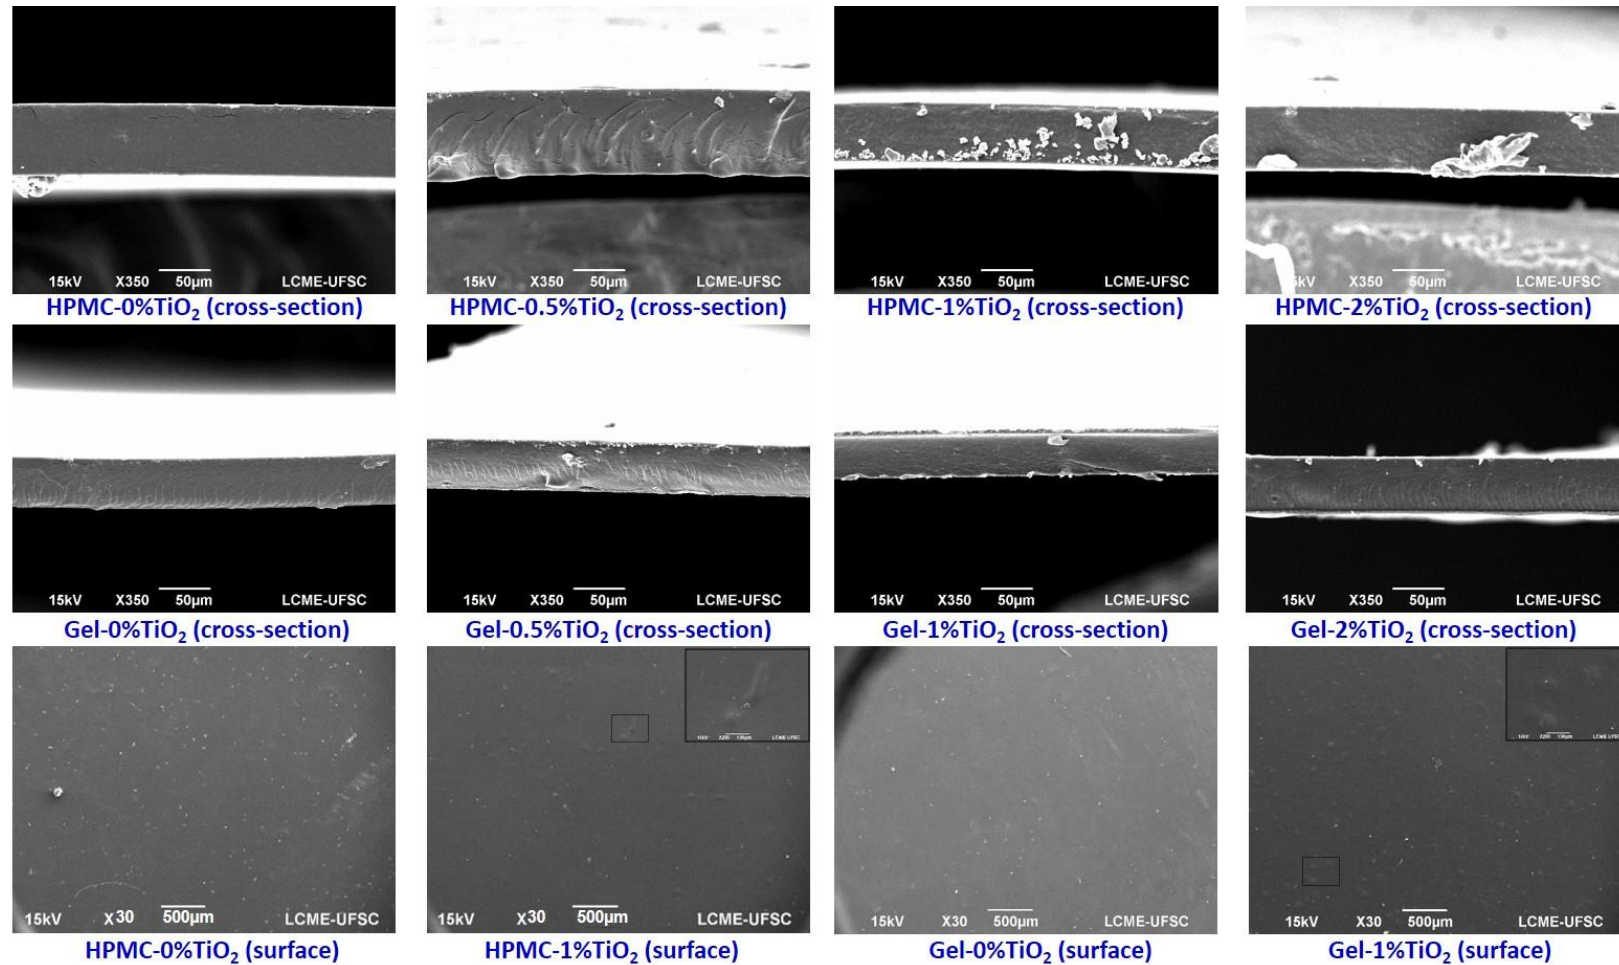 15kV X350 50µm LCME-UFSC
HPMC-0%TiO₂ (cross-section)
15kV X350 50µm LCME-UFSC
HPMC-0.5%TiO₂ (cross-section)
15kV X350 50µm LCME-UFSC
HPMC-1%TiO₂ (cross-section)
15kV X350 50µm LCME-UFSC
HPMC-2%TiO₂ (cross-section)
15kV X350 50µm LCME-UFSC
Gel-0%TiO₂ (cross-section)
15kV X350 50µm LCME-UFSC
Gel-0.5%TiO₂ (cross-section)
15kV X350 50µm LCME-UFSC
Gel-1%TiO₂ (cross-section)
15kV X350 50µm LCME-UFSC
Gel-2%TiO₂ (cross-section)
15kV X30 500µm LCME-UFSC
HPMC-0%TiO₂ (surface)
15kV X30 500µm LCME-UFSC
HPMC-1%TiO₂ (surface)
15kV X30 500µm LCME-UFSC
Gel-0%TiO₂ (surface)
15kV X30 500µm LCME-UFSC
Gel-1%TiO₂ (surface)